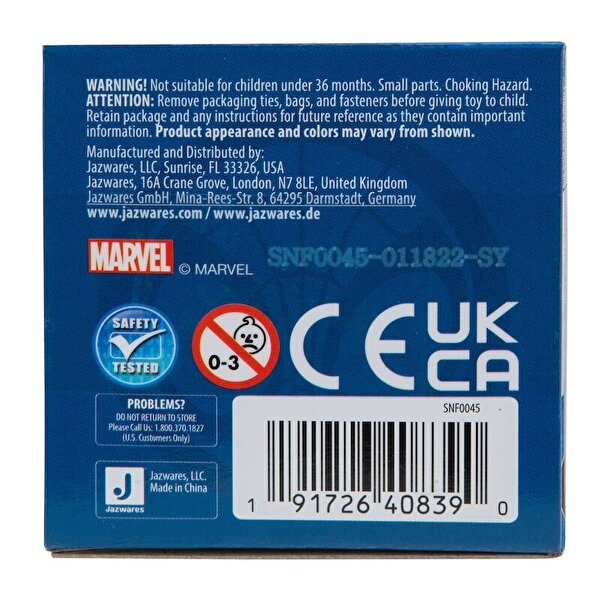 WARNING! Not suitable for children under 36 months. Small parts. Choking Hazard.
ATTENTION: Remove packaging ties, bags, and fasteners before giving toy to child.
Retain package and any instructions for future reference as they contain important
information. Product appearance and colors may vary from shown.
Manufactured and Distributed by:
Jazwares, LLC, Sunrise, FL 33326, USA
Jazwares, 16A Crane Grove, London, N7 8LE, United Kingdom
Jazwares GmbH, Mina-Rees-Str. 8, 64295 Darmstadt, Germany
www.jazwares.com / www.jazwares.de
MARVEL © MARVEL SNF0045-011822-SY
SAFETY
TESTED
0-3
CE
UK
CA
PROBLEMS?
DO NOT RETURN TO STORE
Please Call Us: 1.800.370.1827
(U.S. Customers Only)
Jazwares, LLC.
Made in China
J
Jazwares
SNF0045
1 91726 40839 0